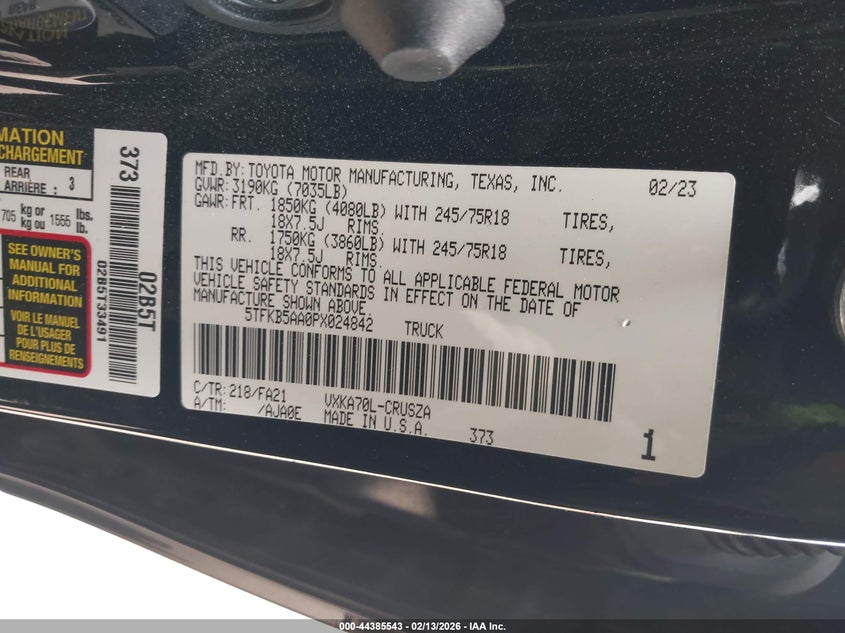 MATION
CHARGEMENT
REAR
ARRIÈRE : 3
705 kg or 1555 lbs.
kg ou lb.
SEE OWNER'S
MANUAL FOR
ADDITIONAL
INFORMATION
VOIR LE MANUEL
DE L'USAGER
POUR PLUS DE
RENSEIGNEMENTS
373
02B5T
02B5T33491
MFD.BY: TOYOTA MOTOR MANUFACTURING, TEXAS, INC. 02/23
GVWR: 3190KG (7035LB)
GAWR: FRT. 1850KG (4080LB) WITH 245/75R18 TIRES,
18X7.5J RIMS.
RR. 1750KG (3860LB) WITH 245/75R18 TIRES,
18X7.5J RIMS.
THIS VEHICLE CONFORMS TO ALL APPLICABLE FEDERAL MOTOR
VEHICLE SAFETY STANDARDS IN EFFECT ON THE DATE OF
MANUFACTURE SHOWN ABOVE.
5TFKB5AA0PX024842 TRUCK
C/TR: 218/FA21 VXKA70L-CRUSZA
A/TM: /AJA0E MADE IN U.S.A. 373 1
000-44385543 - 02/13/2026 - IAA Inc.